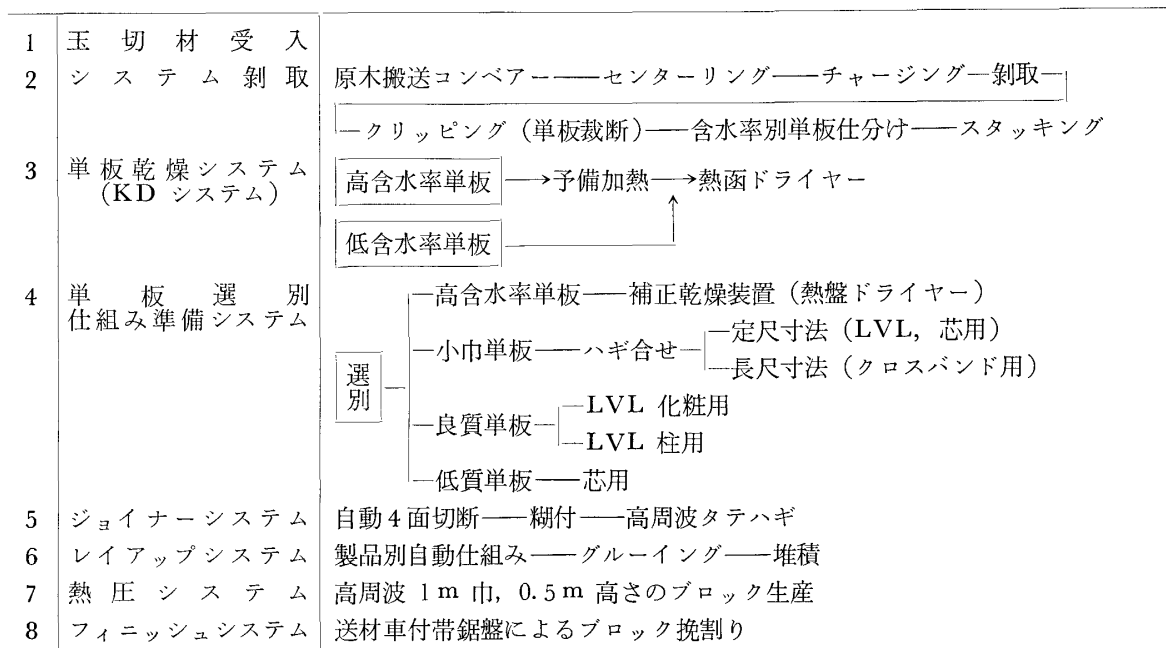 1 玉切材受入
2 システム剝取 原木搬送コンベアー——センターリング——チャージング—剝取—
—クリッピング（単板裁断）——含水率別単板仕分け——スタッキング
3 単板乾燥システム（KD システム） 高含水率単板→予備加熱→熱函ドライヤー
低含水率単板
4 単板選別仕組み準備システム 選別
高含水率単板——補正乾燥装置（熱盤ドライヤー）
小巾単板——ハギ合せ
定尺寸法（LVL，芯用）
長尺寸法（クロスバンド用）
良質単板
LVL 化粧用
LVL 柱用
低質単板——芯用
5 ジョイナーシステム 自動4面切断——糊付——高周波タテハギ
6 レイアップシステム 製品別自動仕組み——グルーイング——堆積
7 熱圧システム 高周波 1m 巾，0.5m 高さのブロック生産
8 フィニッシュシステム 送材車付帯鋸盤によるブロック挽割り